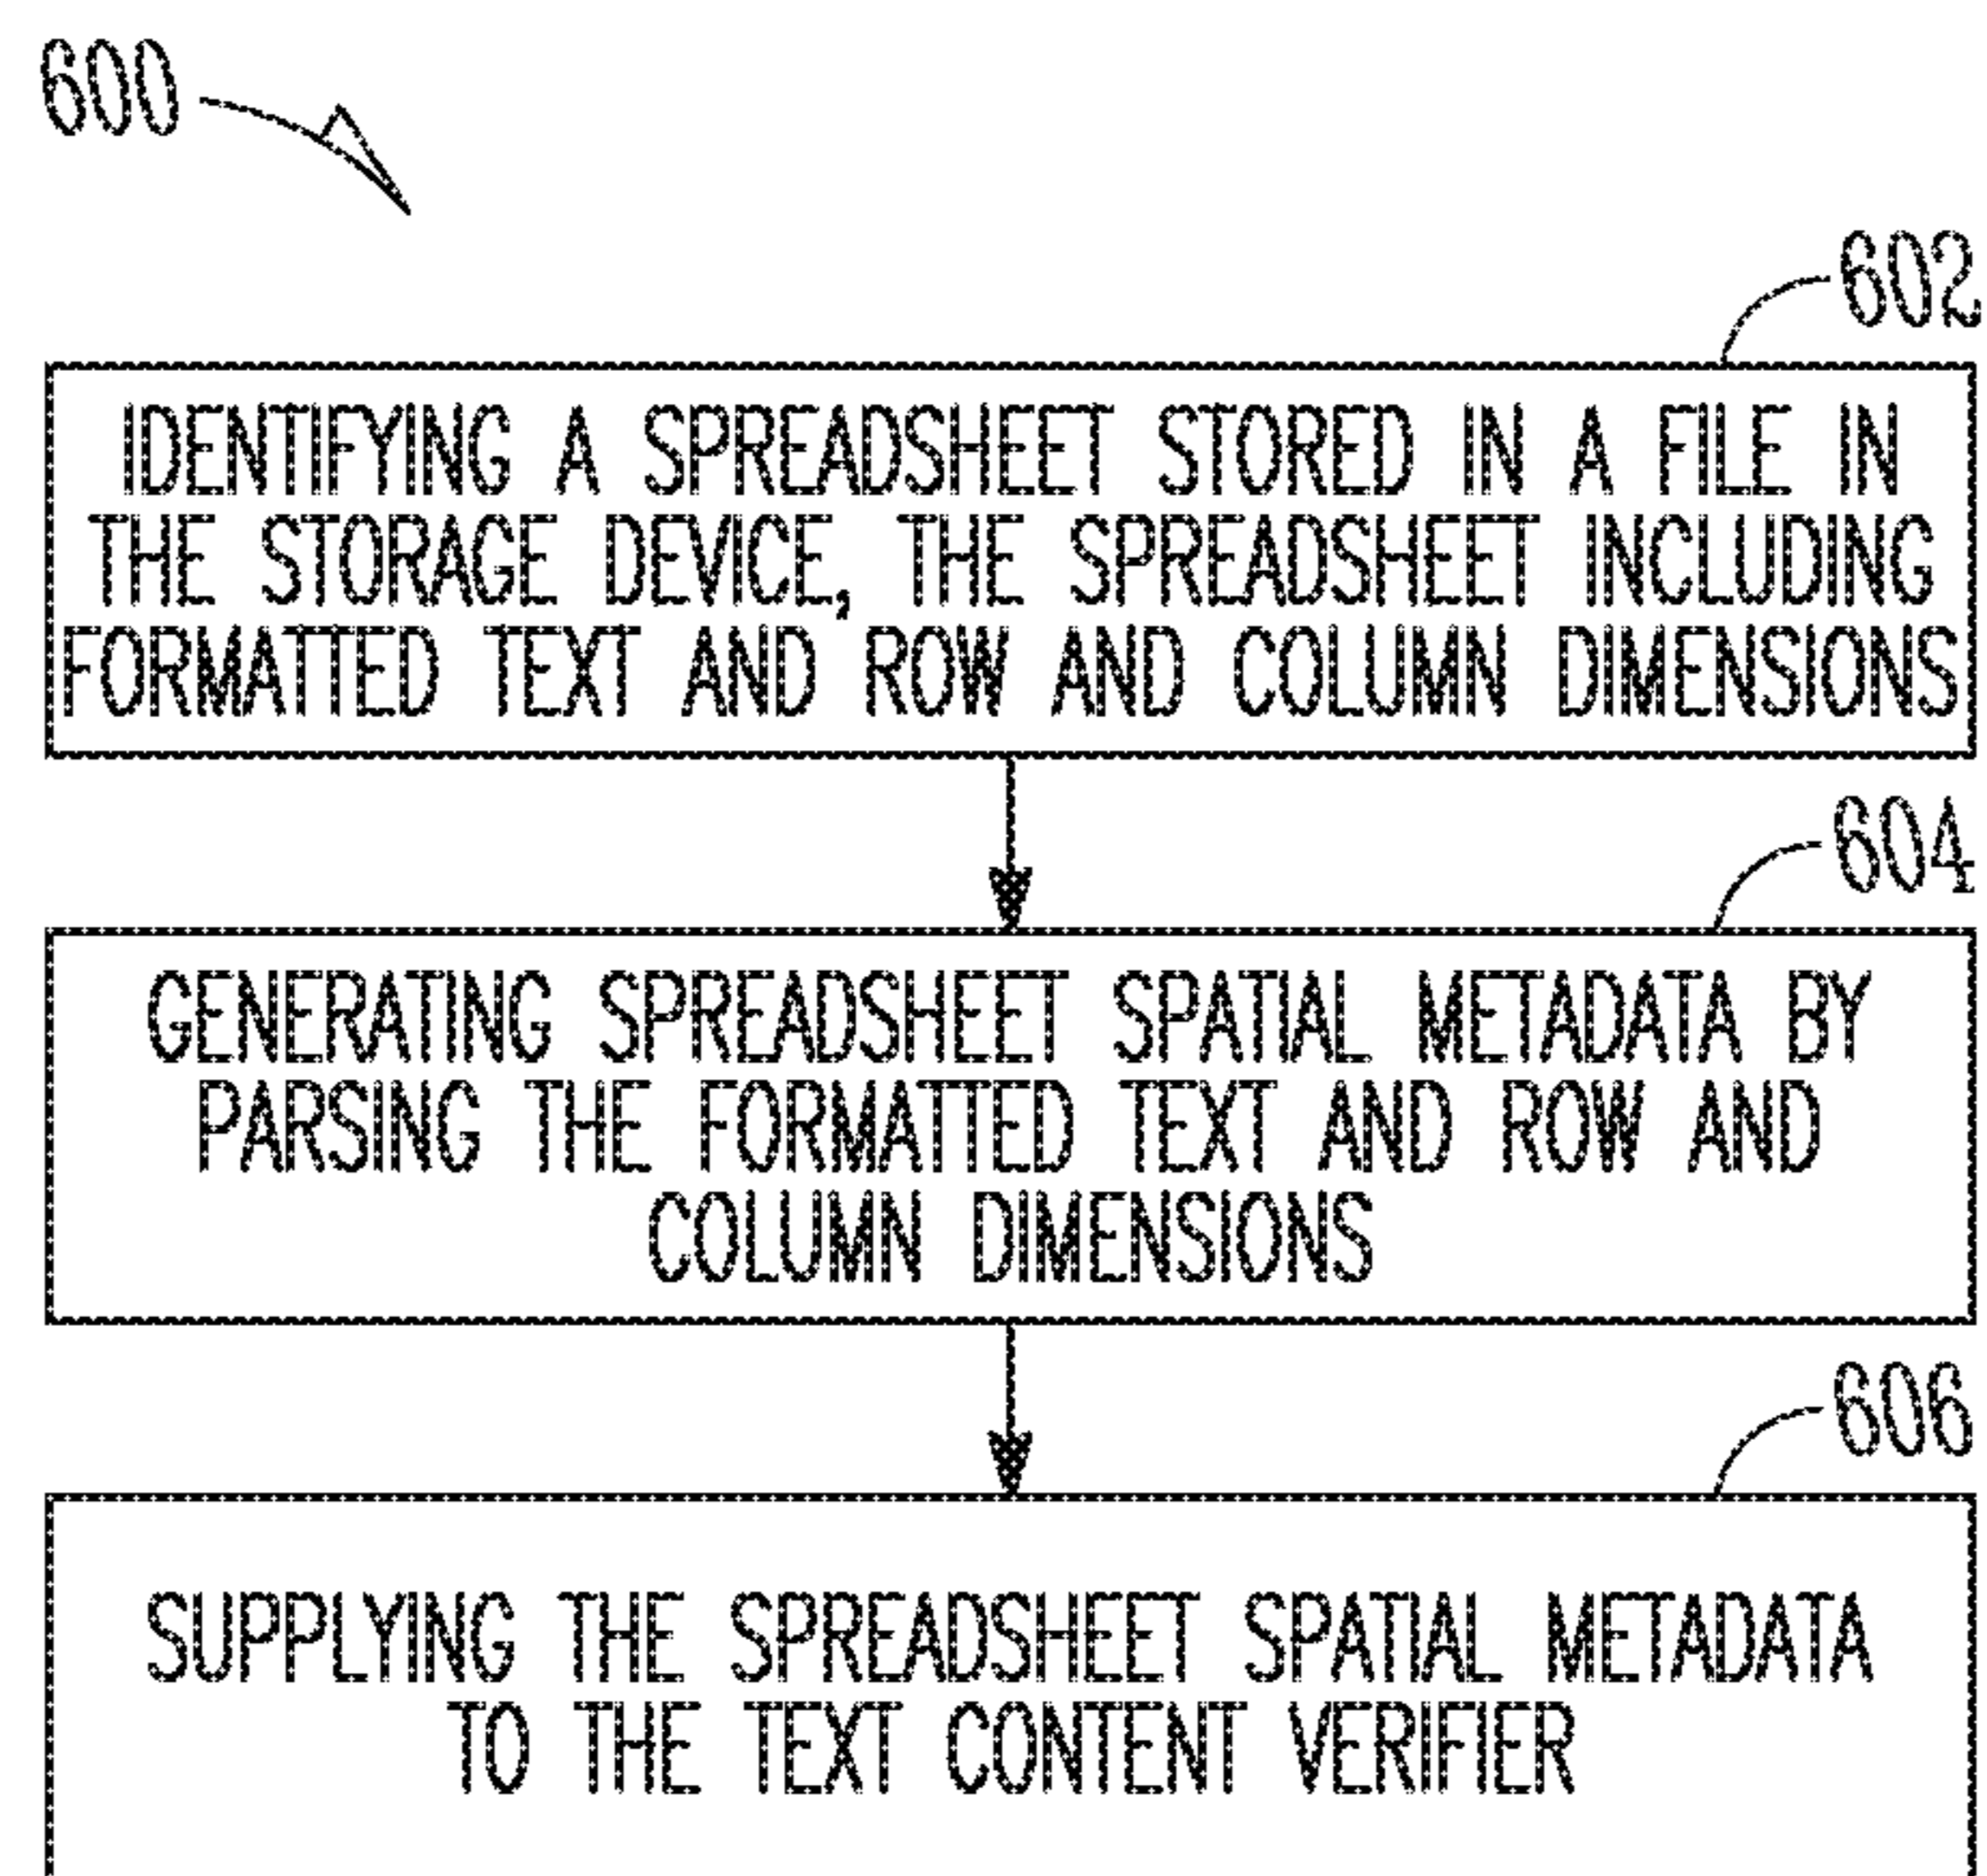 600
602
IDENTIFYING A SPREADSHEET STORED IN A FILE IN
THE STORAGE DEVICE, THE SPREADSHEET INCLUDING
FORMATTED TEXT AND ROW AND COLUMN DIMENSIONS
604
GENERATING SPREADSHEET SPATIAL METADATA BY
PARSING THE FORMATTED TEXT AND ROW AND
COLUMN DIMENSIONS
606
SUPPLYING THE SPREADSHEET SPATIAL METADATA
TO THE TEXT CONTENT VERIFIER